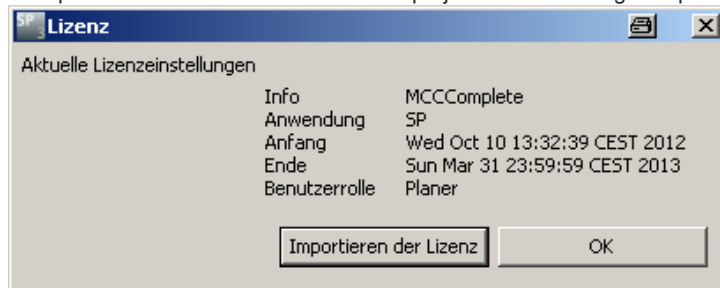 SP 3 Lizenz
Aktuelle Lizenzeinstellungen
Info MCCComplete
Anwendung SP
Anfang Wed Oct 10 13:32:39 CEST 2012
Ende Sun Mar 31 23:59:59 CEST 2013
Benutzerrolle Planer
Importieren der Lizenz OK